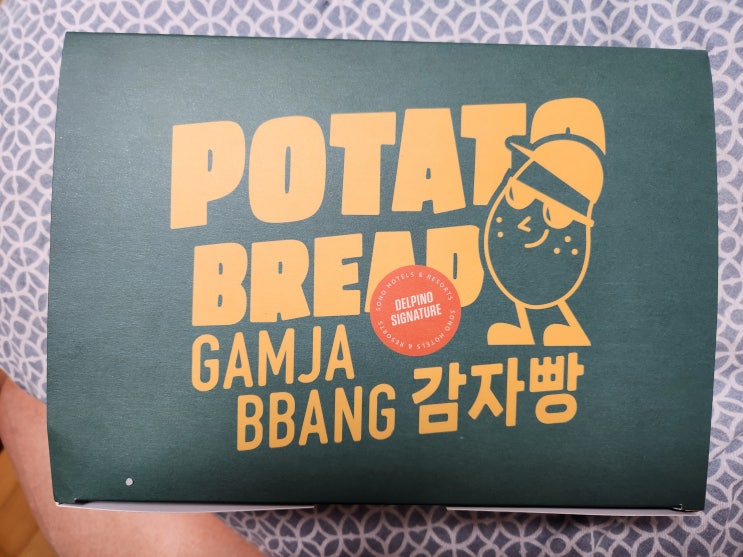 POTATO
BREAD
SONO HOTELS & RESORTS
DELPINO
SIGNATURE
SONO HOTELS & RESORTS
GAMJA
BBANG 감자빵